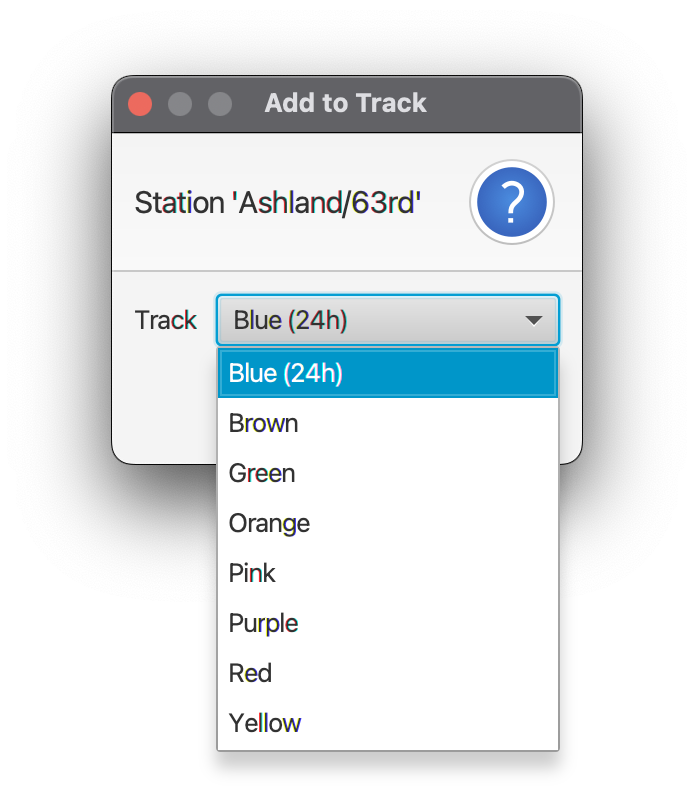 Add to Track
Station 'Ashland/63rd'
?
Track Blue (24h)
Blue (24h)
Brown
Green
Orange
Pink
Purple
Red
Yellow